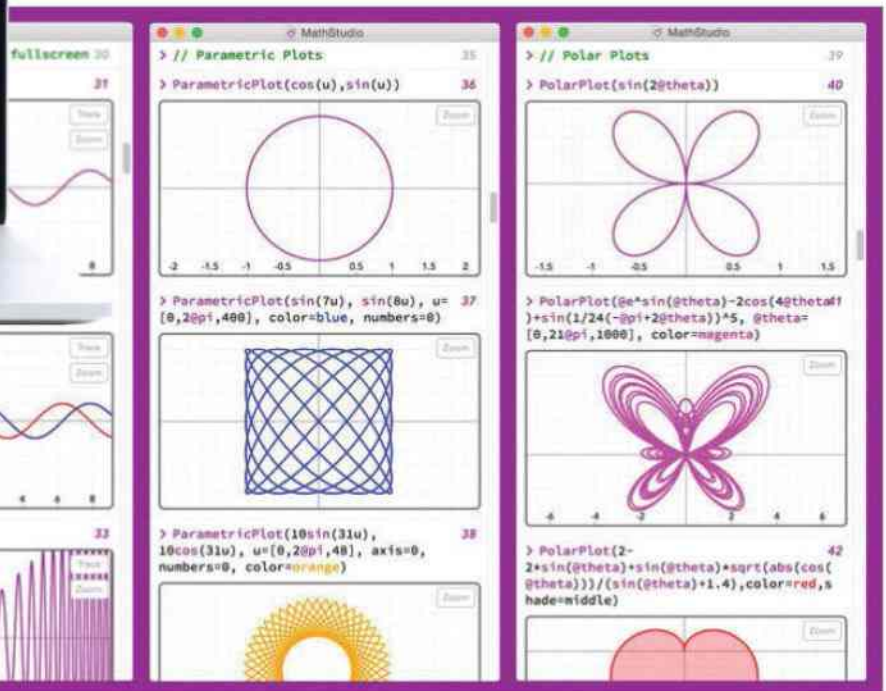 fullscreen 30
31
Trace
Zoom
8
Trace
Zoom
4 6 8
33
Trace
Zoom
MathStudio
> // Parametric Plots 35
> ParametricPlot(cos(u),sin(u)) 36
Zoom
-2 -1.5 -1 -0.5 0.5 1 1.5 2
> ParametricPlot(sin(7u), sin(8u), u= 37
[0,2@pi,400], color=blue, numbers=0)
Zoom
> ParametricPlot(10sin(31u), 38
10cos(31u), u=[0,2@pi,48], axis=0,
numbers=0, color=orange)
Zoom
MathStudio
> // Polar Plots 39
> PolarPlot(sin(2@theta)) 40
Zoom
-1.5 -1 -0.5 0.5 1 1.5
> PolarPlot(@e^sin(@theta)-2cos(4@theta 41
)+sin(1/24(-@pi+2@theta))^5, @theta=
[0,21@pi,1000], color=magenta)
Zoom
-6 -4 -2 2 4 6
> PolarPlot(2- 42
2*sin(@theta)+sin(@theta)*sqrt(abs(cos(
@theta)))/(sin(@theta)+1.4),color=red,s
hade=middle)
Zoom